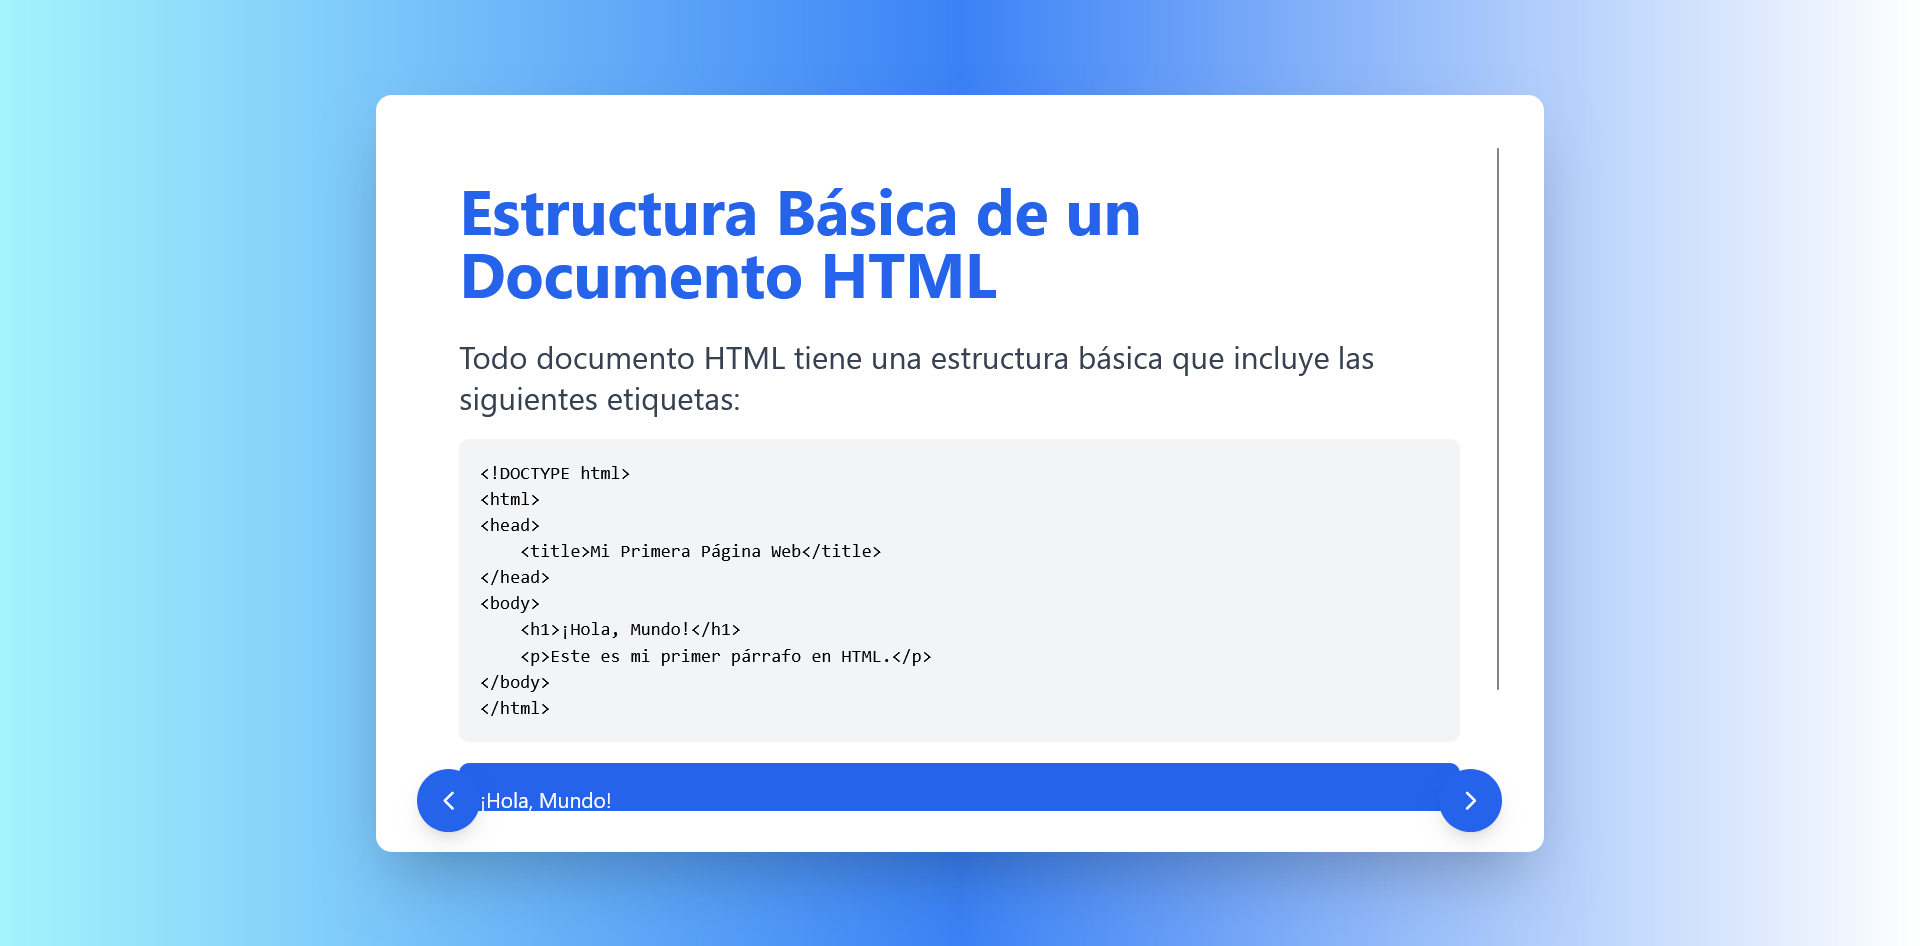 Estructura Básica de un
Documento HTML
Todo documento HTML tiene una estructura básica que incluye las
siguientes etiquetas:
<!DOCTYPE html>
<html>
<head>
    <title>Mi Primera Página Web</title>
</head>
<body>
    <h1>¡Hola, Mundo!</h1>
    <p>Este es mi primer párrafo en HTML.</p>
</body>
</html>
¡Hola, Mundo!